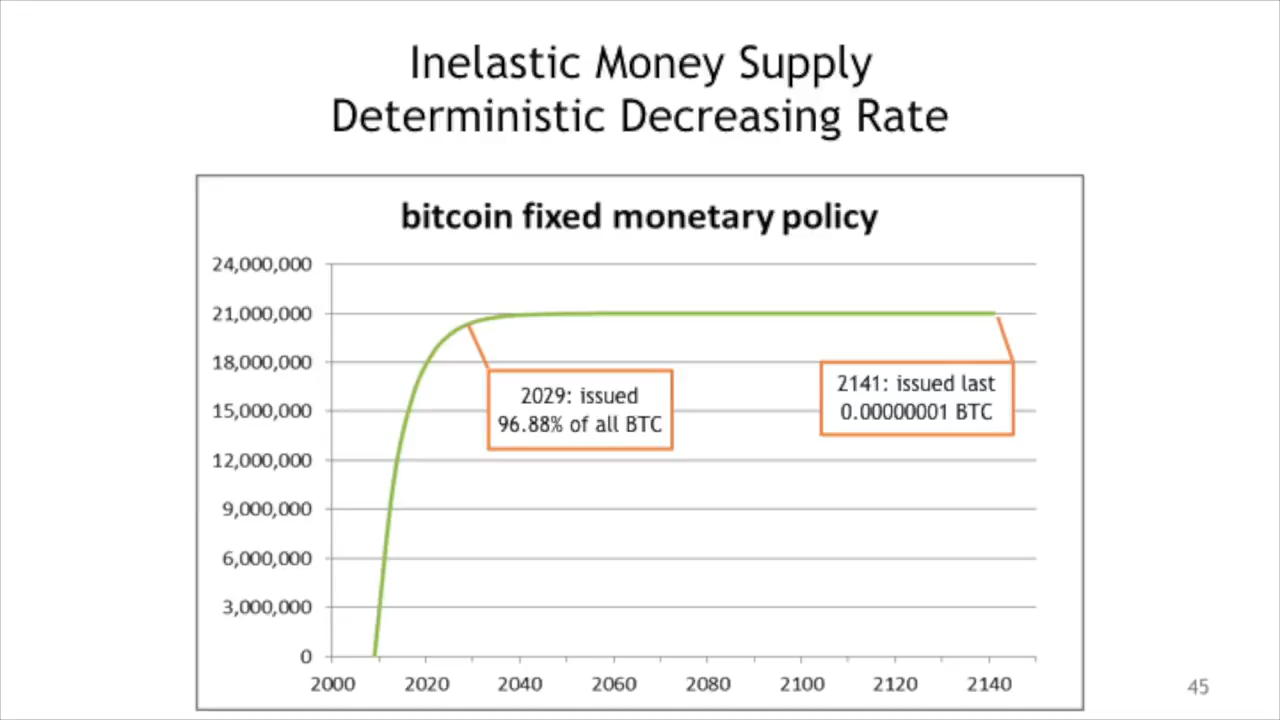 Inelastic Money Supply
Deterministic Decreasing Rate
bitcoin fixed monetary policy
24,000,000
21,000,000
18,000,000
15,000,000
12,000,000
9,000,000
6,000,000
3,000,000
0
2029: issued
96.88% of all BTC
2141: issued last
0.00000001 BTC
2000 2020 2040 2060 2080 2100 2120 2140
45